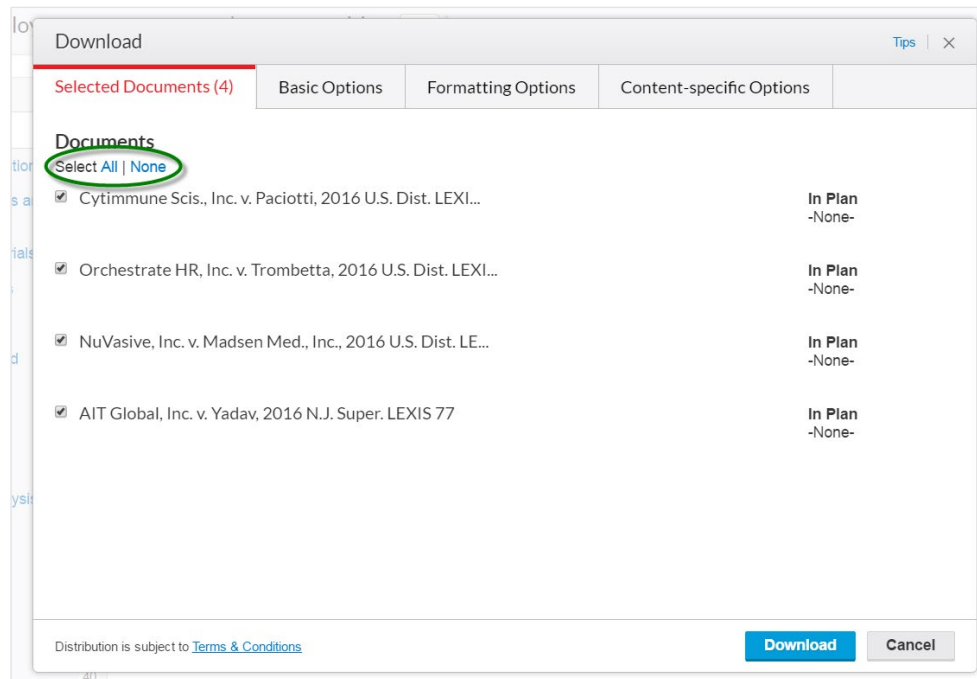 Download
Tips
Selected Documents (4)
Basic Options
Formatting Options
Content-specific Options
Documents
Select All | None
Cytimmune Scis., Inc. v. Paciotti, 2016 U.S. Dist. LEXI...
In Plan
-None-
Orchestrate HR, Inc. v. Trombetta, 2016 U.S. Dist. LEXI...
In Plan
-None-
NuVasive, Inc. v. Madsen Med., Inc., 2016 U.S. Dist. LE...
In Plan
-None-
AIT Global, Inc. v. Yadav, 2016 N.J. Super. LEXIS 77
In Plan
-None-
Distribution is subject to Terms & Conditions
Download
Cancel